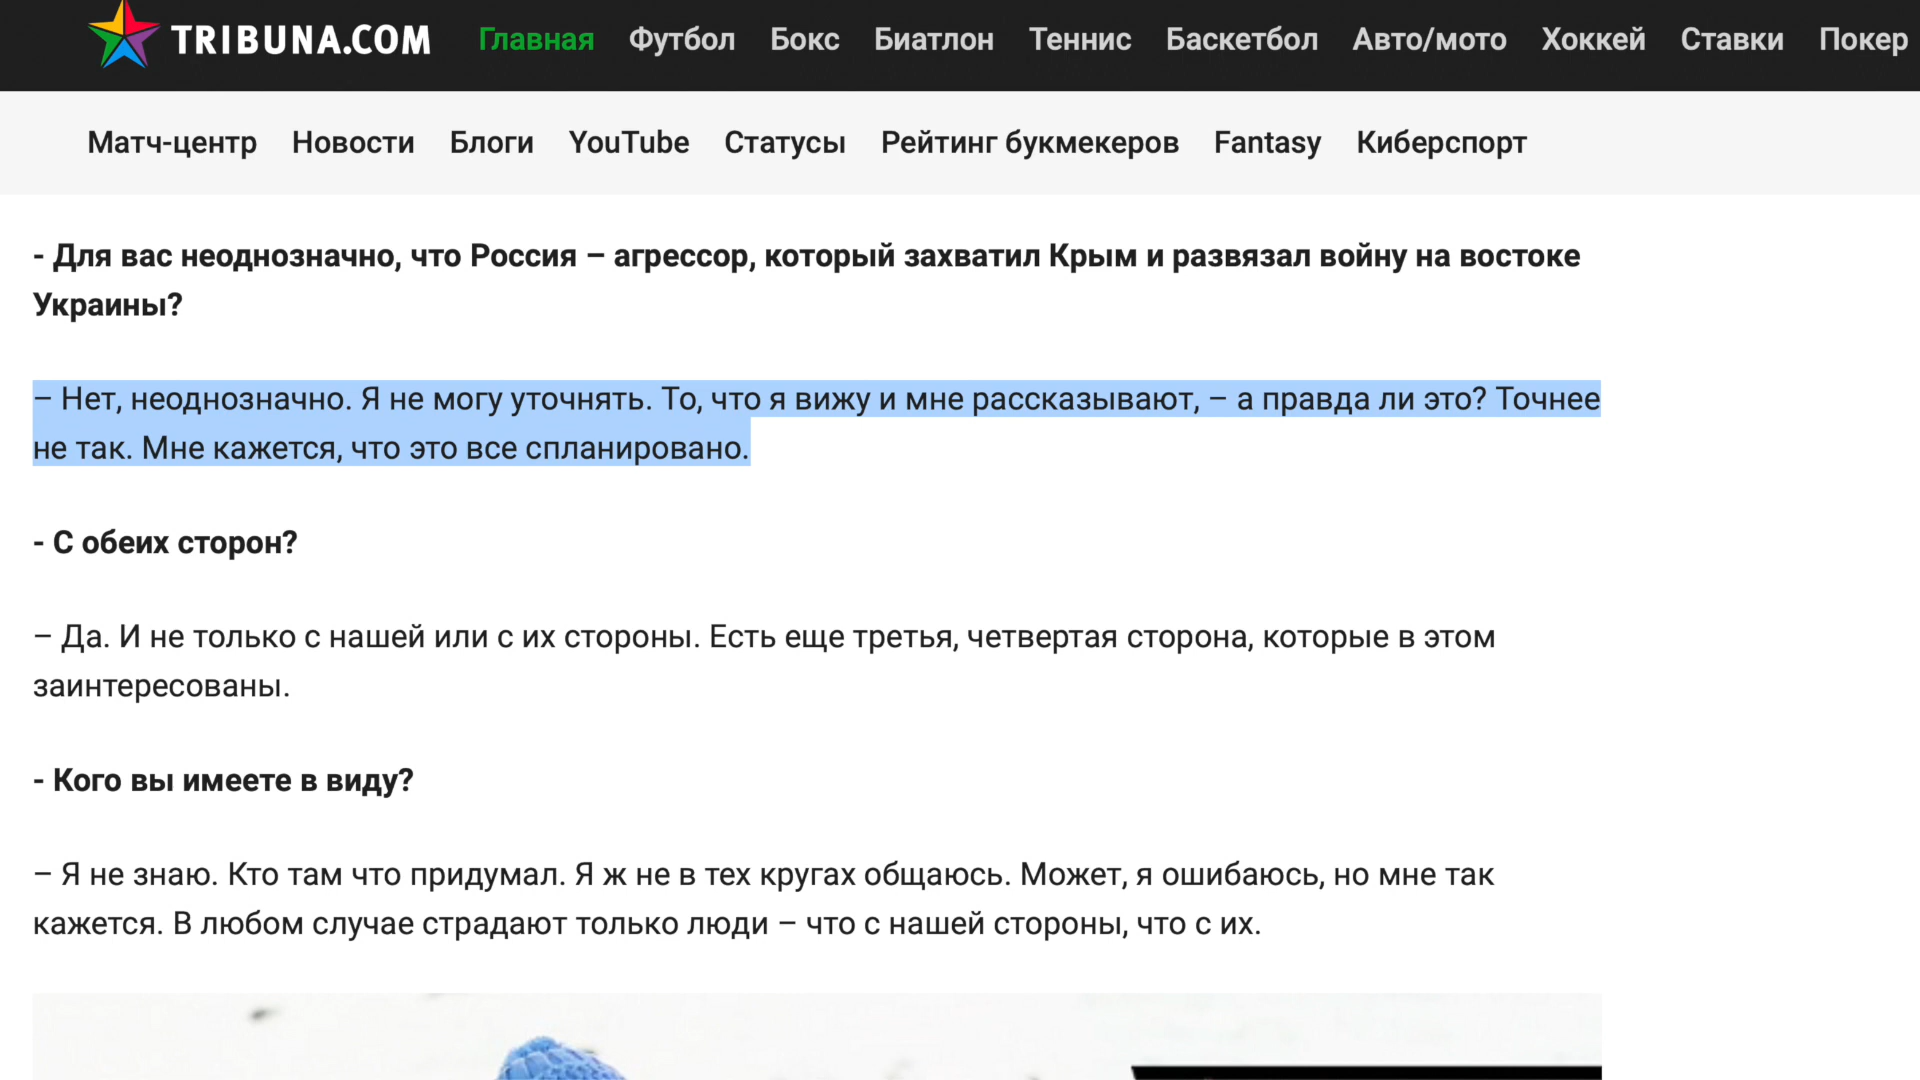 TRIBUNA.COM Главная Футбол Бокс Биатлон Теннис Баскетбол Авто/мото Хоккей Ставки Покер
Матч-центр Новости Блоги YouTube Статусы Рейтинг букмекеров Fantasy Киберспорт
- Для вас неоднозначно, что Россия – агрессор, который захватил Крым и развязал войну на востоке
Украины?
– Нет, неоднозначно. Я не могу уточнять. То, что я вижу и мне рассказывают, – а правда ли это? Точнее
не так. Мне кажется, что это все спланировано.
- С обеих сторон?
– Да. И не только с нашей или с их стороны. Есть еще третья, четвертая сторона, которые в этом
заинтересованы.
- Кого вы имеете в виду?
– Я не знаю. Кто там что придумал. Я ж не в тех кругах общаюсь. Может, я ошибаюсь, но мне так
кажется. В любом случае страдают только люди – что с нашей стороны, что с их.